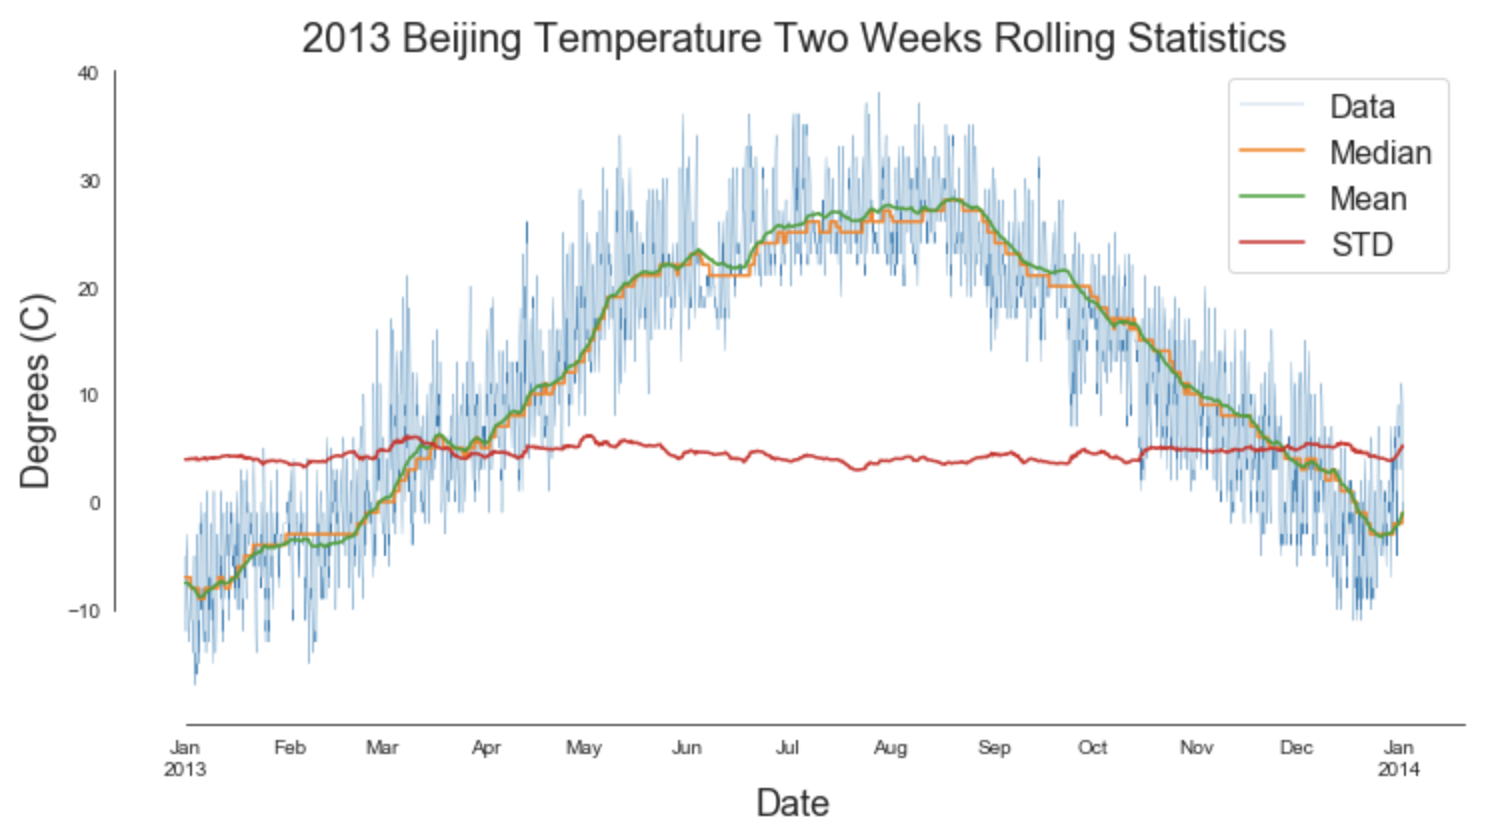 2013 Beijing Temperature Two Weeks Rolling Statistics
40
30
20
10
0
−10
Degrees (C)
Data
Median
Mean
STD
Jan Feb Mar Apr May Jun Jul Aug Sep Oct Nov Dec Jan
2013 2014
Date